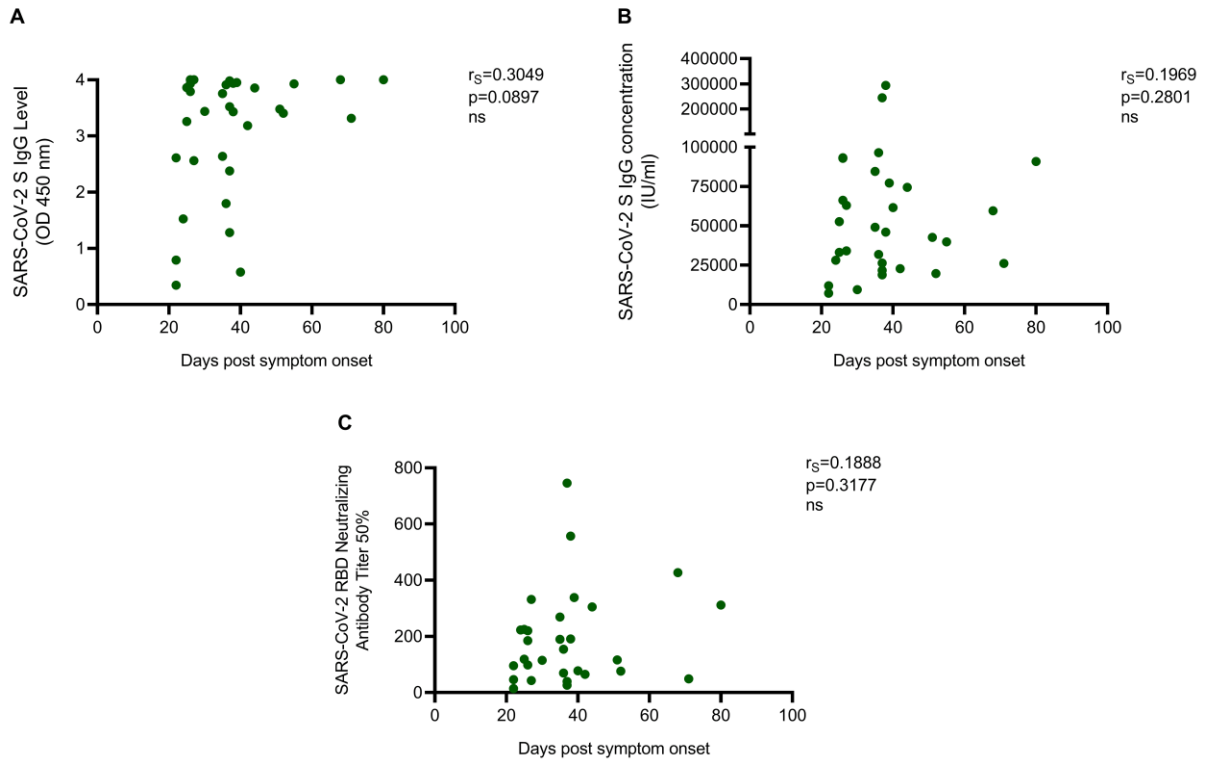 A
SARS-CoV-2 S IgG Level
(OD 450 nm)
4
3
2
1
0
0 20 40 60 80 100
Days post symptom onset
rS=0.3049
p=0.0897
ns
B
SARS-CoV-2 S IgG concentration
(IU/ml)
400000
300000
200000
100000
75000
50000
25000
0
0 20 40 60 80 100
Days post symptom onset
rS=0.1969
p=0.2801
ns
C
SARS-CoV-2 RBD Neutralizing
Antibody Titer 50%
800
600
400
200
0
0 20 40 60 80 100
Days post symptom onset
rS=0.1888
p=0.3177
ns